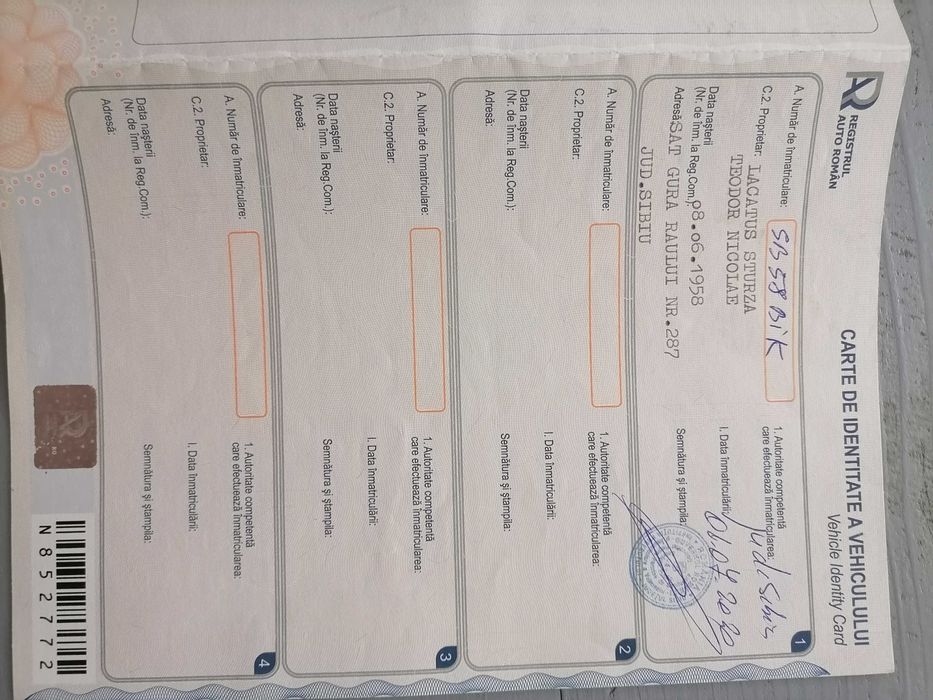 REGISTRUL
AUTO ROMÂN
CARTE DE IDENTITATE A VEHICULULUI
Vehicle Identity Card
A. Număr de înmatriculare: SB 58 BIK
C.2. Proprietar: LACATUS STURZA
TEODOR NICOLAE
Data nașterii
(Nr. de înm. la Reg.Com.): 08.06.1958
Adresă: SAT GURA RAULUI NR.287
JUD.SIBIU
1. Autoritate competentă
care efectuează înmatricularea: Jud Sibiu
I. Data înmatriculării:
Semnătura și ștampila:
ROMANIA
1
A. Număr de înmatriculare:
C.2. Proprietar:
Data nașterii
(Nr. de înm. la Reg.Com.):
Adresă:
1. Autoritate competentă
care efectuează înmatricularea:
I. Data înmatriculării:
Semnătura și ștampila:
2
A. Număr de înmatriculare:
C.2. Proprietar:
Data nașterii
(Nr. de înm. la Reg.Com.):
Adresă:
1. Autoritate competentă
care efectuează înmatricularea:
I. Data înmatriculării:
Semnătura și ștampila:
3
A. Număr de înmatriculare:
C.2. Proprietar:
Data nașterii
(Nr. de înm. la Reg.Com.):
Adresă:
1. Autoritate competentă
care efectuează înmatricularea:
I. Data înmatriculării:
Semnătura și ștampila:
4
N852772